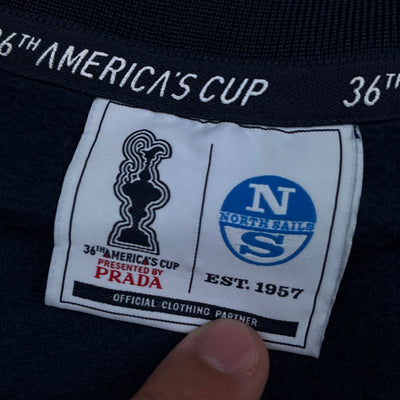 36TH AMERICA'S CUP
36TH
36TH AMERICA'S CUP
PRESENTED BY
PRADA
N
NORTH SAILS
S
EST. 1957
OFFICIAL CLOTHING PARTNER